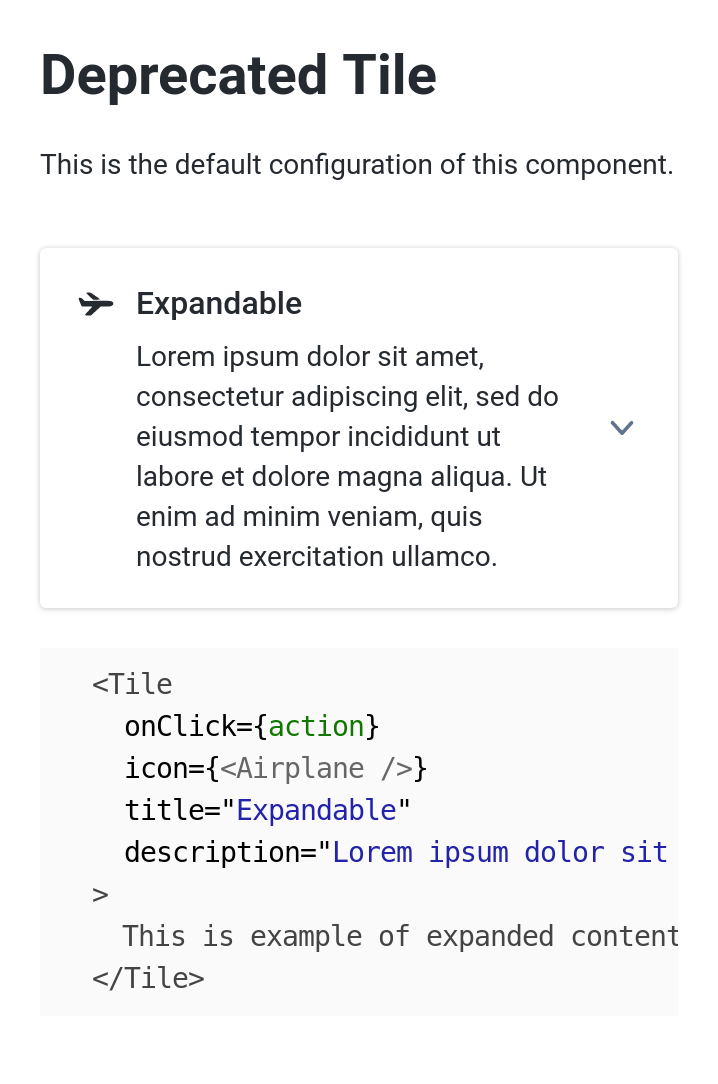 Deprecated Tile
This is the default configuration of this component.
Expandable
Lorem ipsum dolor sit amet,
consectetur adipiscing elit, sed do
eiusmod tempor incididunt ut
labore et dolore magna aliqua. Ut
enim ad minim veniam, quis
nostrud exercitation ullamco.
<Tile
  onClick={action}
  icon={<Airplane />}
  title="Expandable"
  description="Lorem ipsum dolor sit
>
  This is example of expanded content
</Tile>